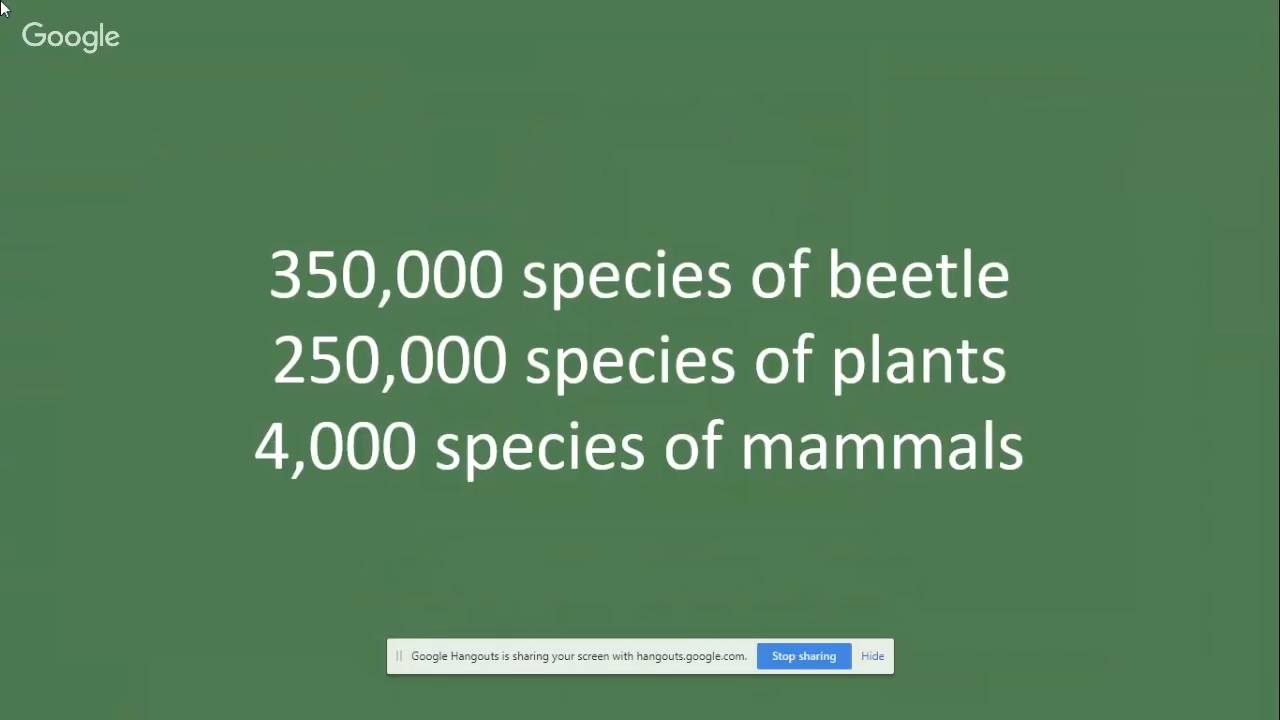 Google
350,000 species of beetle
250,000 species of plants
4,000 species of mammals
Google Hangouts is sharing your screen with hangouts.google.com. Stop sharing Hide